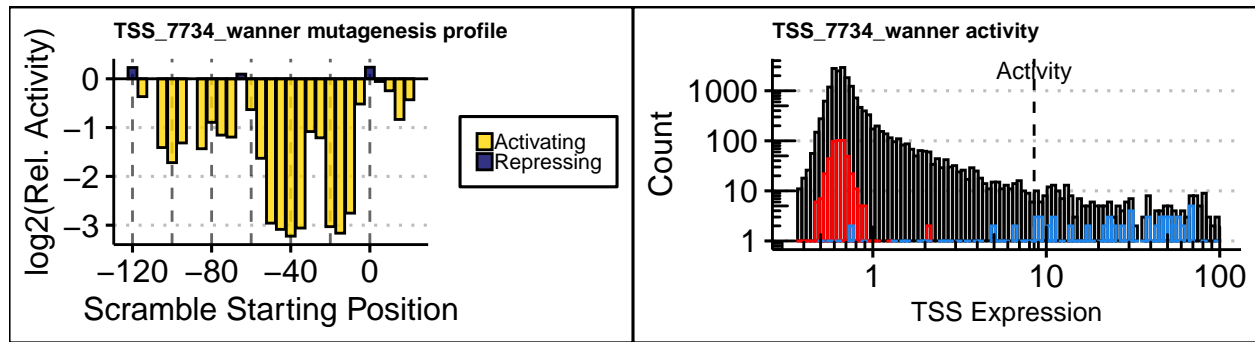 TSS_7734_wanner mutagenesis profile
log2(Rel. Activity)
0
−1
−2
−3
−120
−80
−40
0
Scramble Starting Position
Activating
Repressing
TSS_7734_wanner activity
Activity
Count
1000
100
10
1
1
10
100
TSS Expression